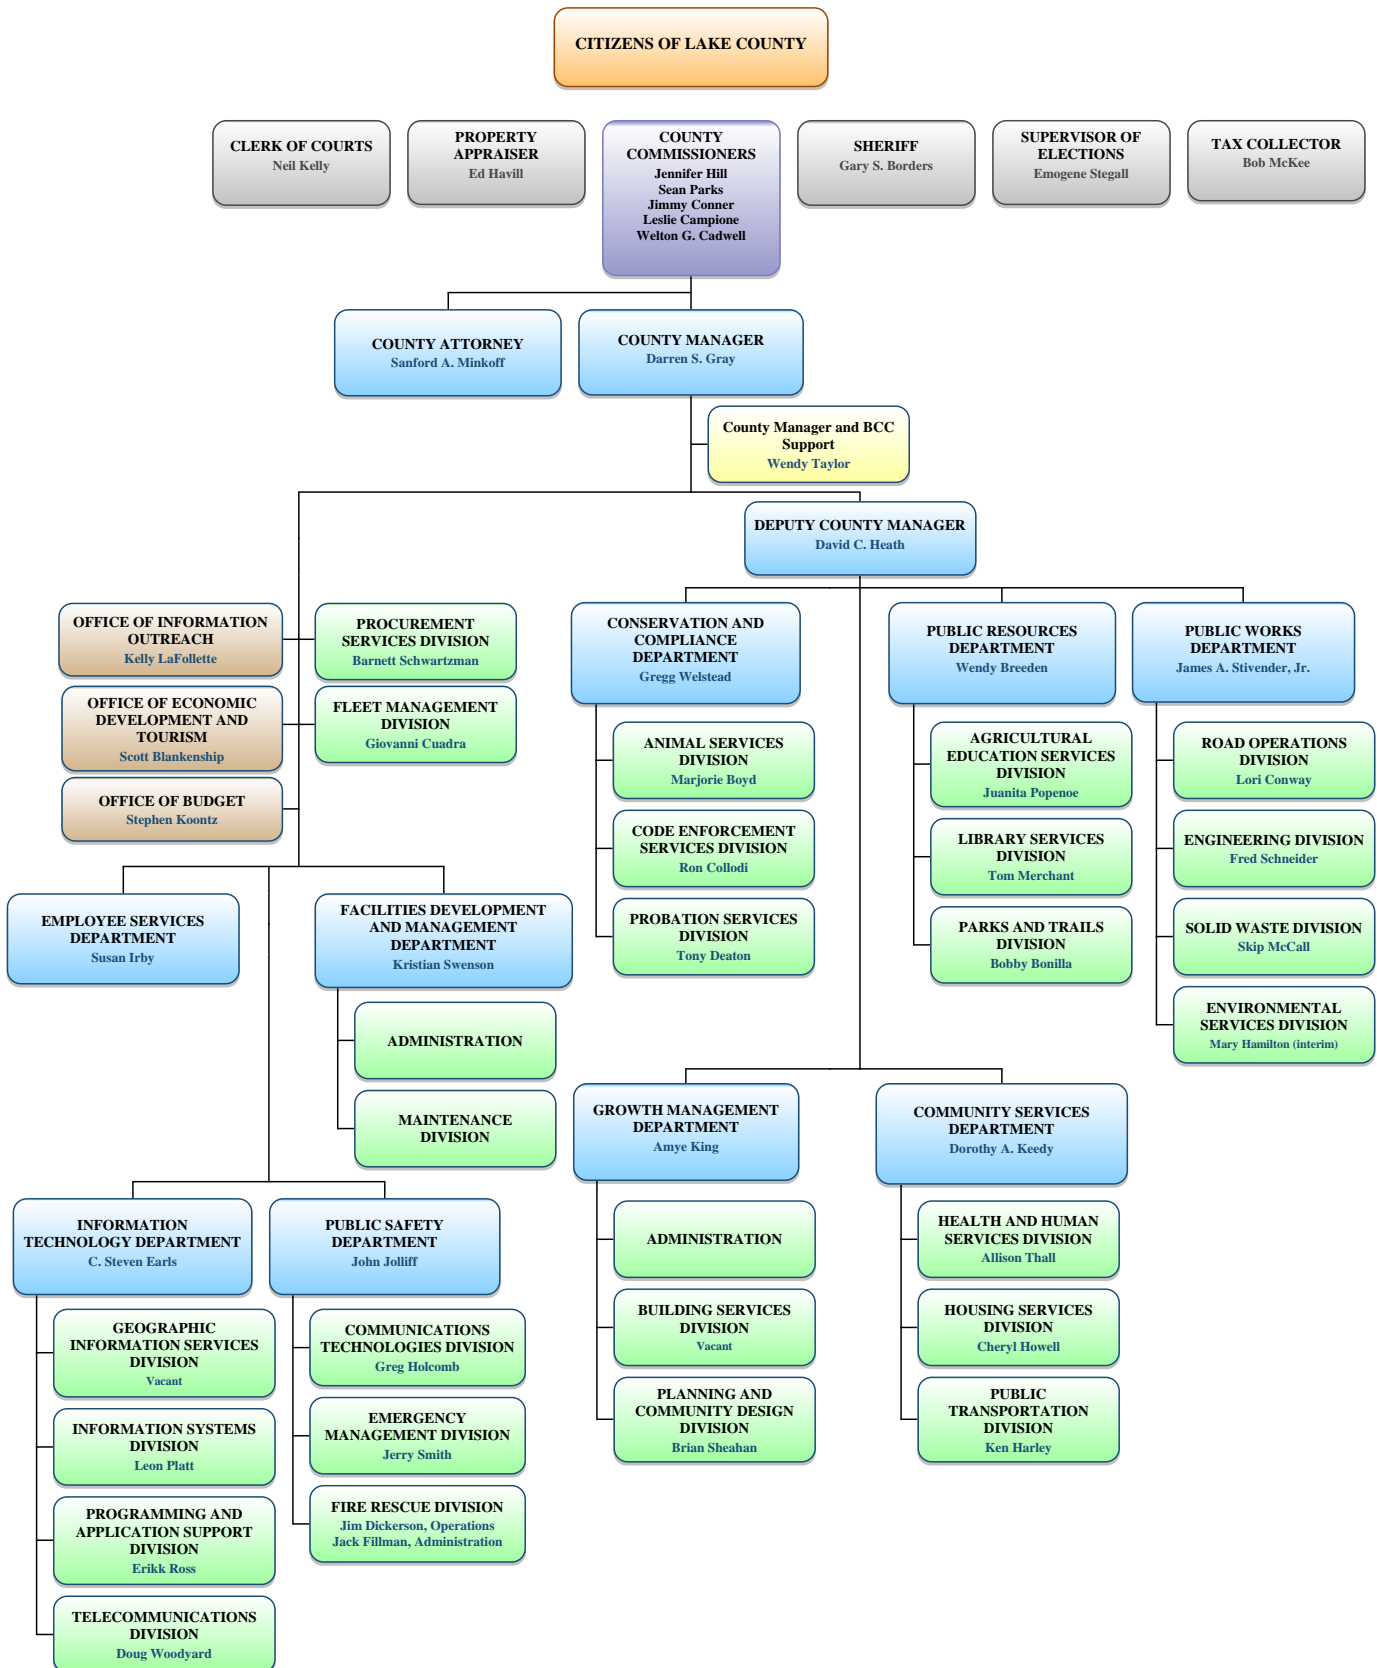 CITIZENS OF LAKE COUNTY
CLERK OF COURTS
Neil Kelly
PROPERTY
APPRAISER
Ed Havill
COUNTY
COMMISSIONERS
Jennifer Hill
Sean Parks
Jimmy Conner
Leslie Campione
Welton G. Cadwell
SHERIFF
Gary S. Borders
SUPERVISOR OF
ELECTIONS
Emogene Stegall
TAX COLLECTOR
Bob McKee
COUNTY ATTORNEY
Sanford A. Minkoff
COUNTY MANAGER
Darren S. Gray
County Manager and BCC
Support
Wendy Taylor
DEPUTY COUNTY MANAGER
David C. Heath
OFFICE OF INFORMATION
OUTREACH
Kelly LaFollette
PROCUREMENT
SERVICES DIVISION
Barnett Schwartzman
OFFICE OF ECONOMIC
DEVELOPMENT AND
TOURISM
Scott Blankenship
FLEET MANAGEMENT
DIVISION
Giovanni Cuadra
OFFICE OF BUDGET
Stephen Koontz
EMPLOYEE SERVICES
DEPARTMENT
Susan Irby
FACILITIES DEVELOPMENT
AND MANAGEMENT
DEPARTMENT
Kristian Swenson
ADMINISTRATION
MAINTENANCE
DIVISION
INFORMATION
TECHNOLOGY DEPARTMENT
C. Steven Earls
GEOGRAPHIC
INFORMATION SERVICES
DIVISION
Vacant
INFORMATION SYSTEMS
DIVISION
Leon Platt
PROGRAMMING AND
APPLICATION SUPPORT
DIVISION
Erikk Ross
TELECOMMUNICATIONS
DIVISION
Doug Woodyard
PUBLIC SAFETY
DEPARTMENT
John Jolliff
COMMUNICATIONS
TECHNOLOGIES DIVISION
Greg Holcomb
EMERGENCY
MANAGEMENT DIVISION
Jerry Smith
FIRE RESCUE DIVISION
Jim Dickerson, Operations
Jack Fillman, Administration
CONSERVATION AND
COMPLIANCE
DEPARTMENT
Gregg Welstead
ANIMAL SERVICES
DIVISION
Marjorie Boyd
CODE ENFORCEMENT
SERVICES DIVISION
Ron Collodi
PROBATION SERVICES
DIVISION
Tony Deaton
PUBLIC RESOURCES
DEPARTMENT
Wendy Breeden
AGRICULTURAL
EDUCATION SERVICES
DIVISION
Juanita Popenoe
LIBRARY SERVICES
DIVISION
Tom Merchant
PARKS AND TRAILS
DIVISION
Bobby Bonilla
PUBLIC WORKS
DEPARTMENT
James A. Stivender, Jr.
ROAD OPERATIONS
DIVISION
Lori Conway
ENGINEERING DIVISION
Fred Schneider
SOLID WASTE DIVISION
Skip McCall
ENVIRONMENTAL
SERVICES DIVISION
Mary Hamilton (interim)
GROWTH MANAGEMENT
DEPARTMENT
Amye King
ADMINISTRATION
BUILDING SERVICES
DIVISION
Vacant
PLANNING AND
COMMUNITY DESIGN
DIVISION
Brian Sheahan
COMMUNITY SERVICES
DEPARTMENT
Dorothy A. Keedy
HEALTH AND HUMAN
SERVICES DIVISION
Allison Thall
HOUSING SERVICES
DIVISION
Cheryl Howell
PUBLIC
TRANSPORTATION
DIVISION
Ken Harley